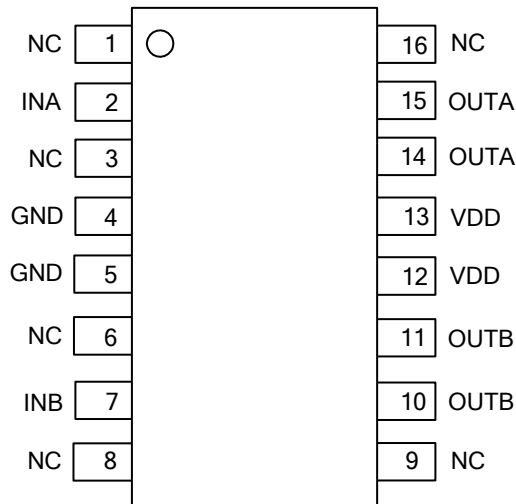 NC 1 16 NC
INA 2 15 OUTA
NC 3 14 OUTA
GND 4 13 VDD
GND 5 12 VDD
NC 6 11 OUTB
INB 7 10 OUTB
NC 8 9 NC